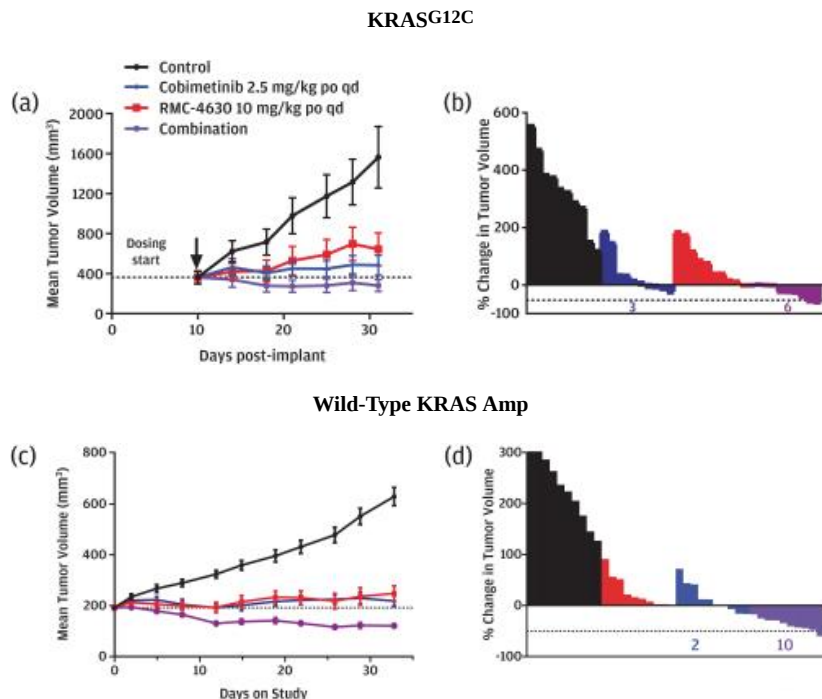 KRASG12C
(a)
Control
Cobimetinib 2.5 mg/kg po qd
RMC-4630 10 mg/kg po qd
Combination
Mean Tumor Volume (mm³)
2000
1600
1200
800
400
0
Dosing
start
0 10 20 30
Days post-implant
(b)
% Change in Tumor Volume
600
400
200
0
-100
3 6
Wild-Type KRAS Amp
(c)
Mean Tumor Volume (mm³)
800
600
400
200
0
0 10 20 30
Days on Study
(d)
% Change in Tumor Volume
300
200
100
0
-100
2 10